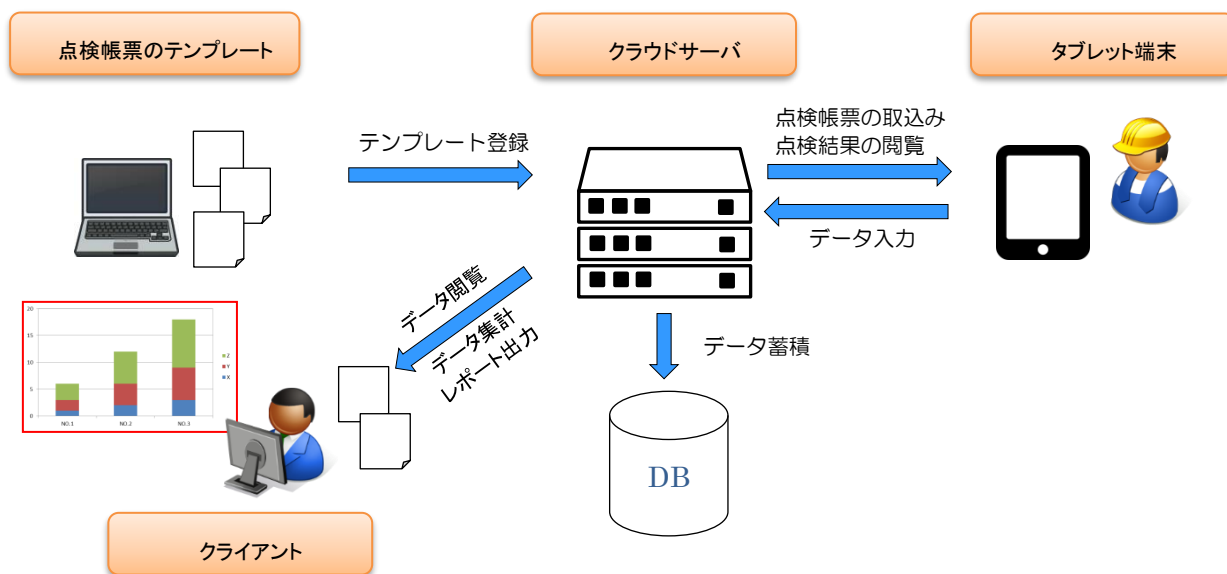 点検帳票のテンプレート
クラウドサーバ
タブレット端末
テンプレート登録
点検帳票の取込み
点検結果の閲覧
データ入力
データ閲覧
データ集計
レポート出力
データ蓄積
20
15
10
5
0
NO.1
NO.2
NO.3
Z
Y
X
DB
クライアント